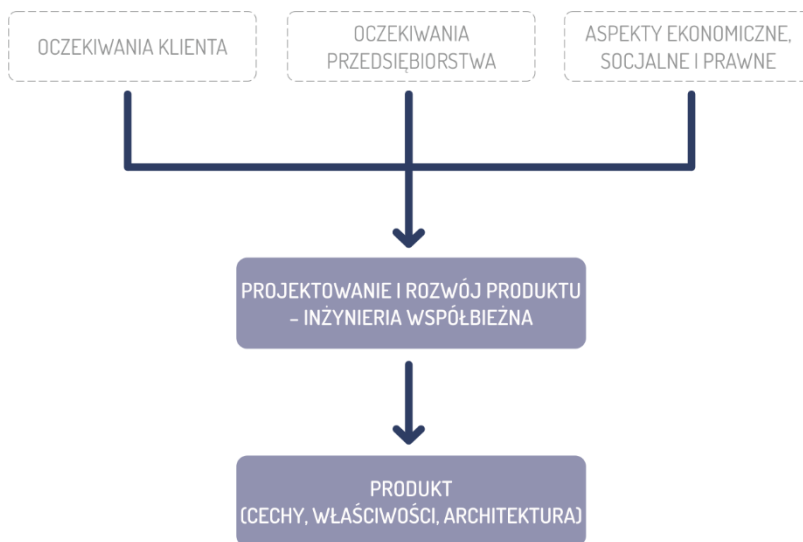 OCZEKIWANIA KLIENTA
OCZEKIWANIA
PRZEDSIĘBIORSTWA
ASPEKTY EKONOMICZNE,
SOCJALNE I PRAWNE
PROJEKTOWANIE I ROZWÓJ PRODUKTU
– INŻYNIERIA WSPÓŁBIEŻNA
PRODUKT
(CECHY, WŁAŚCIWOŚCI, ARCHITEKTURA)